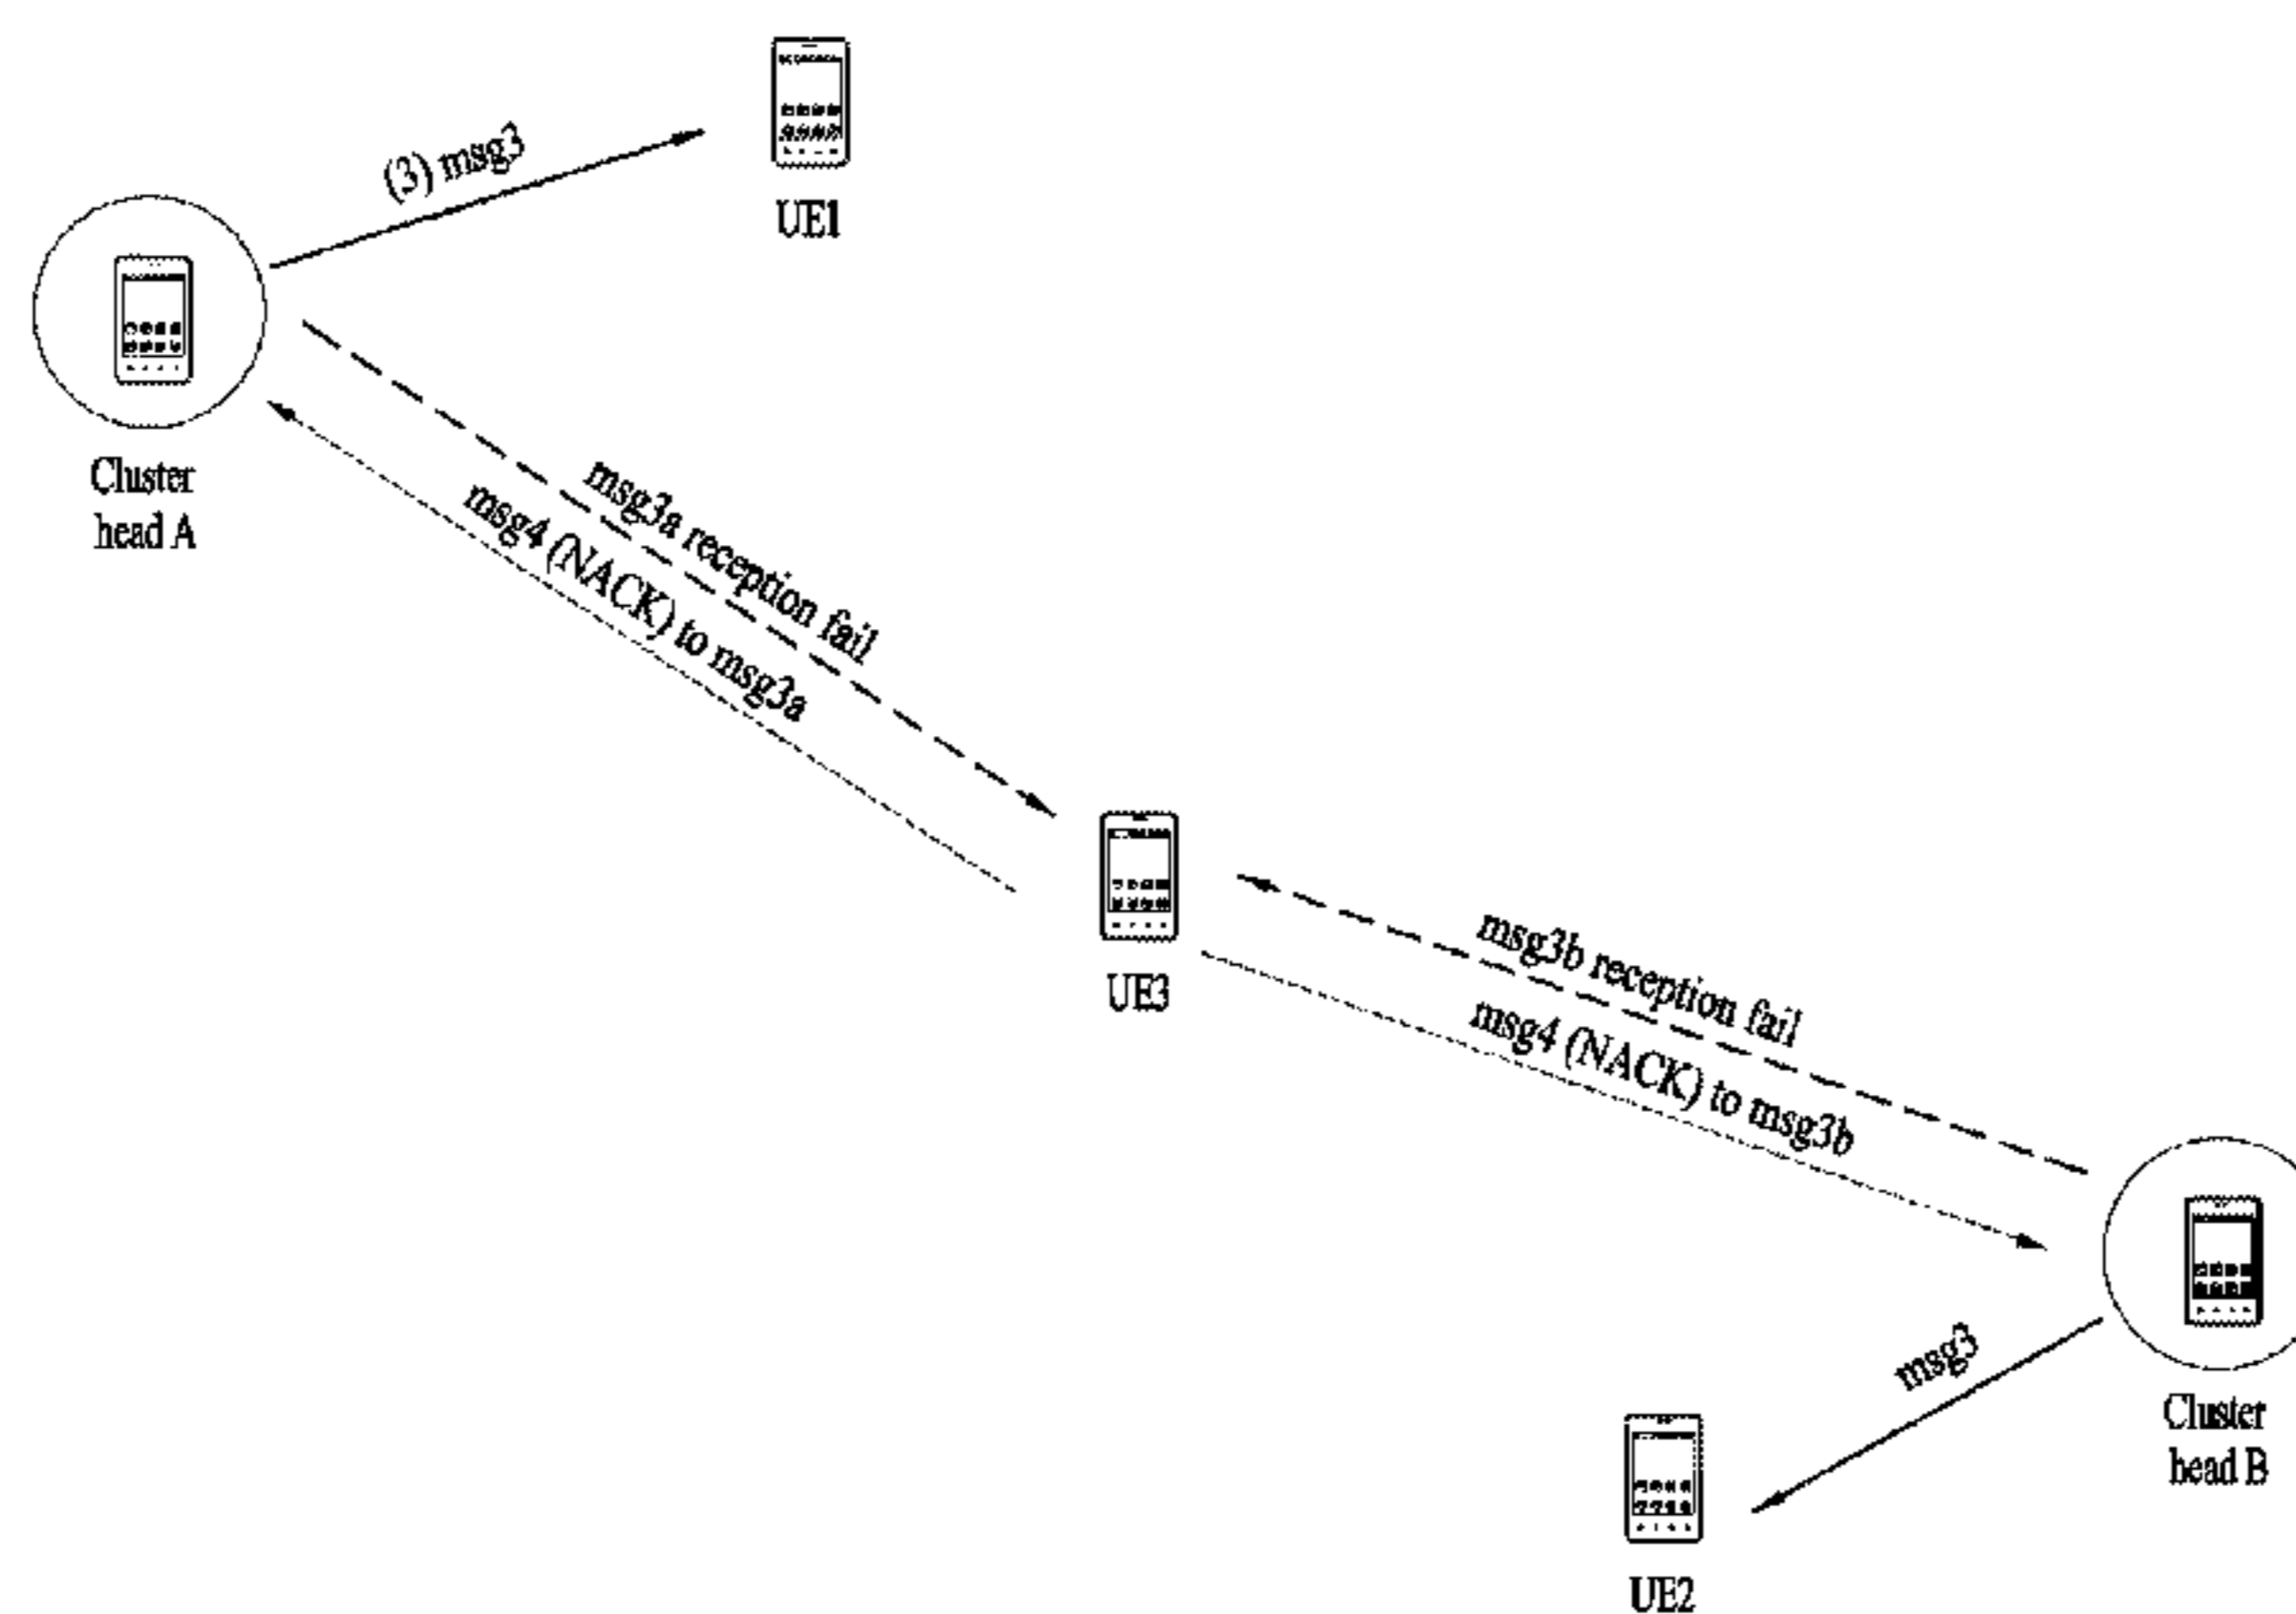 (3) msg3
UE1
Cluster
head A
msg3a reception fail
msg4 (NACK) to msg3a
UE3
msg3b reception fail
msg4 (NACK) to msg3b
msg3
Cluster
head B
UE2